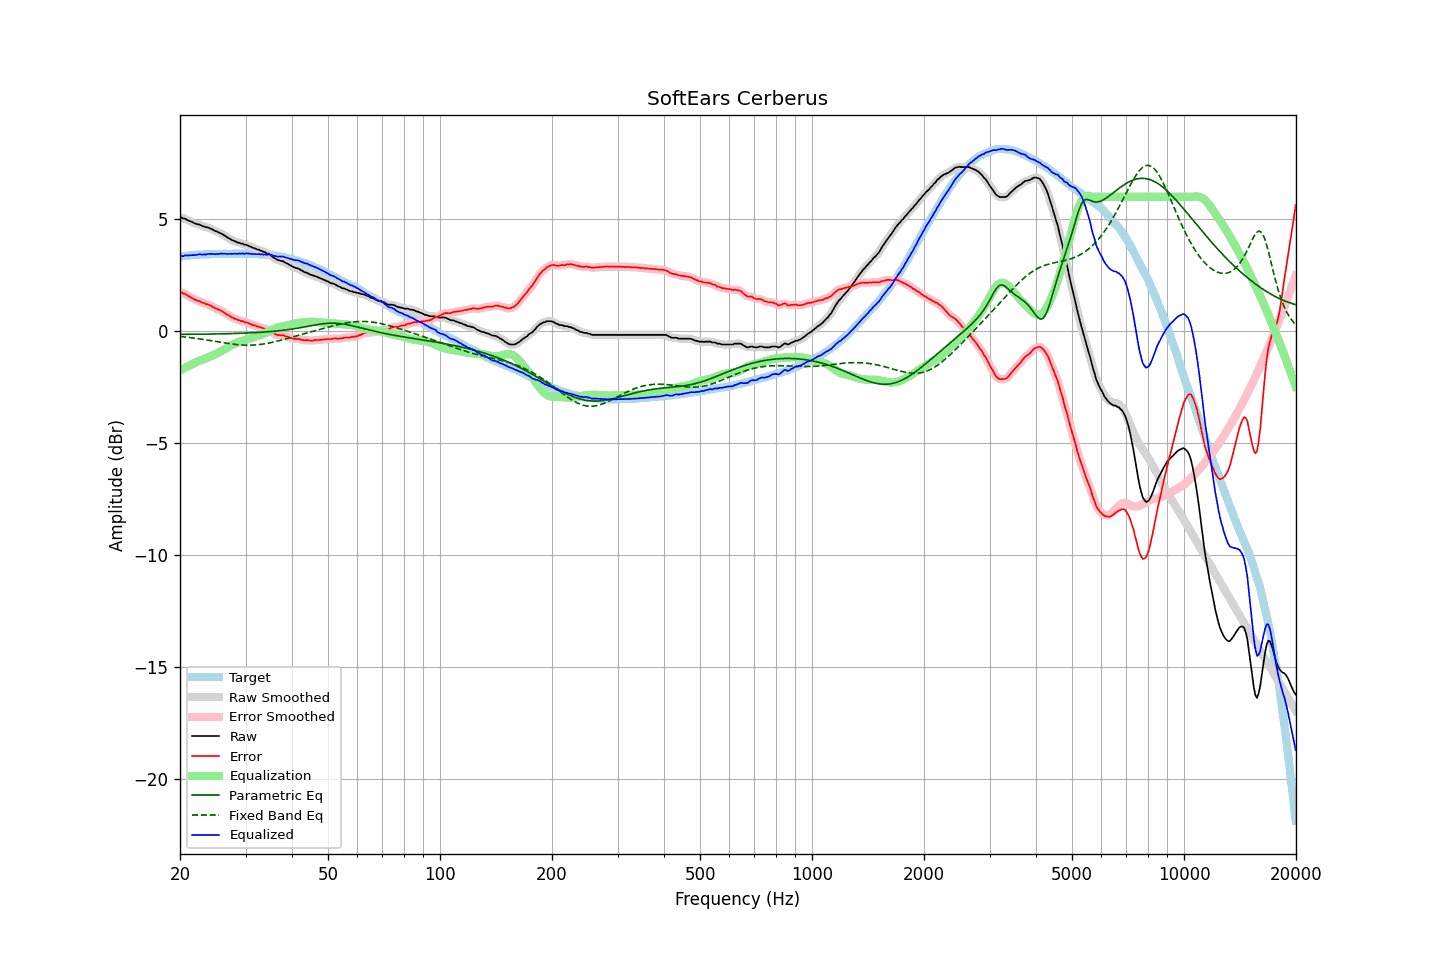 SoftEars Cerberus
Amplitude (dBr)
5
0
−5
−10
−15
−20
Target
Raw Smoothed
Error Smoothed
Raw
Error
Equalization
Parametric Eq
Fixed Band Eq
Equalized
20 50 100 200 500 1000 2000 5000 10000 20000
Frequency (Hz)